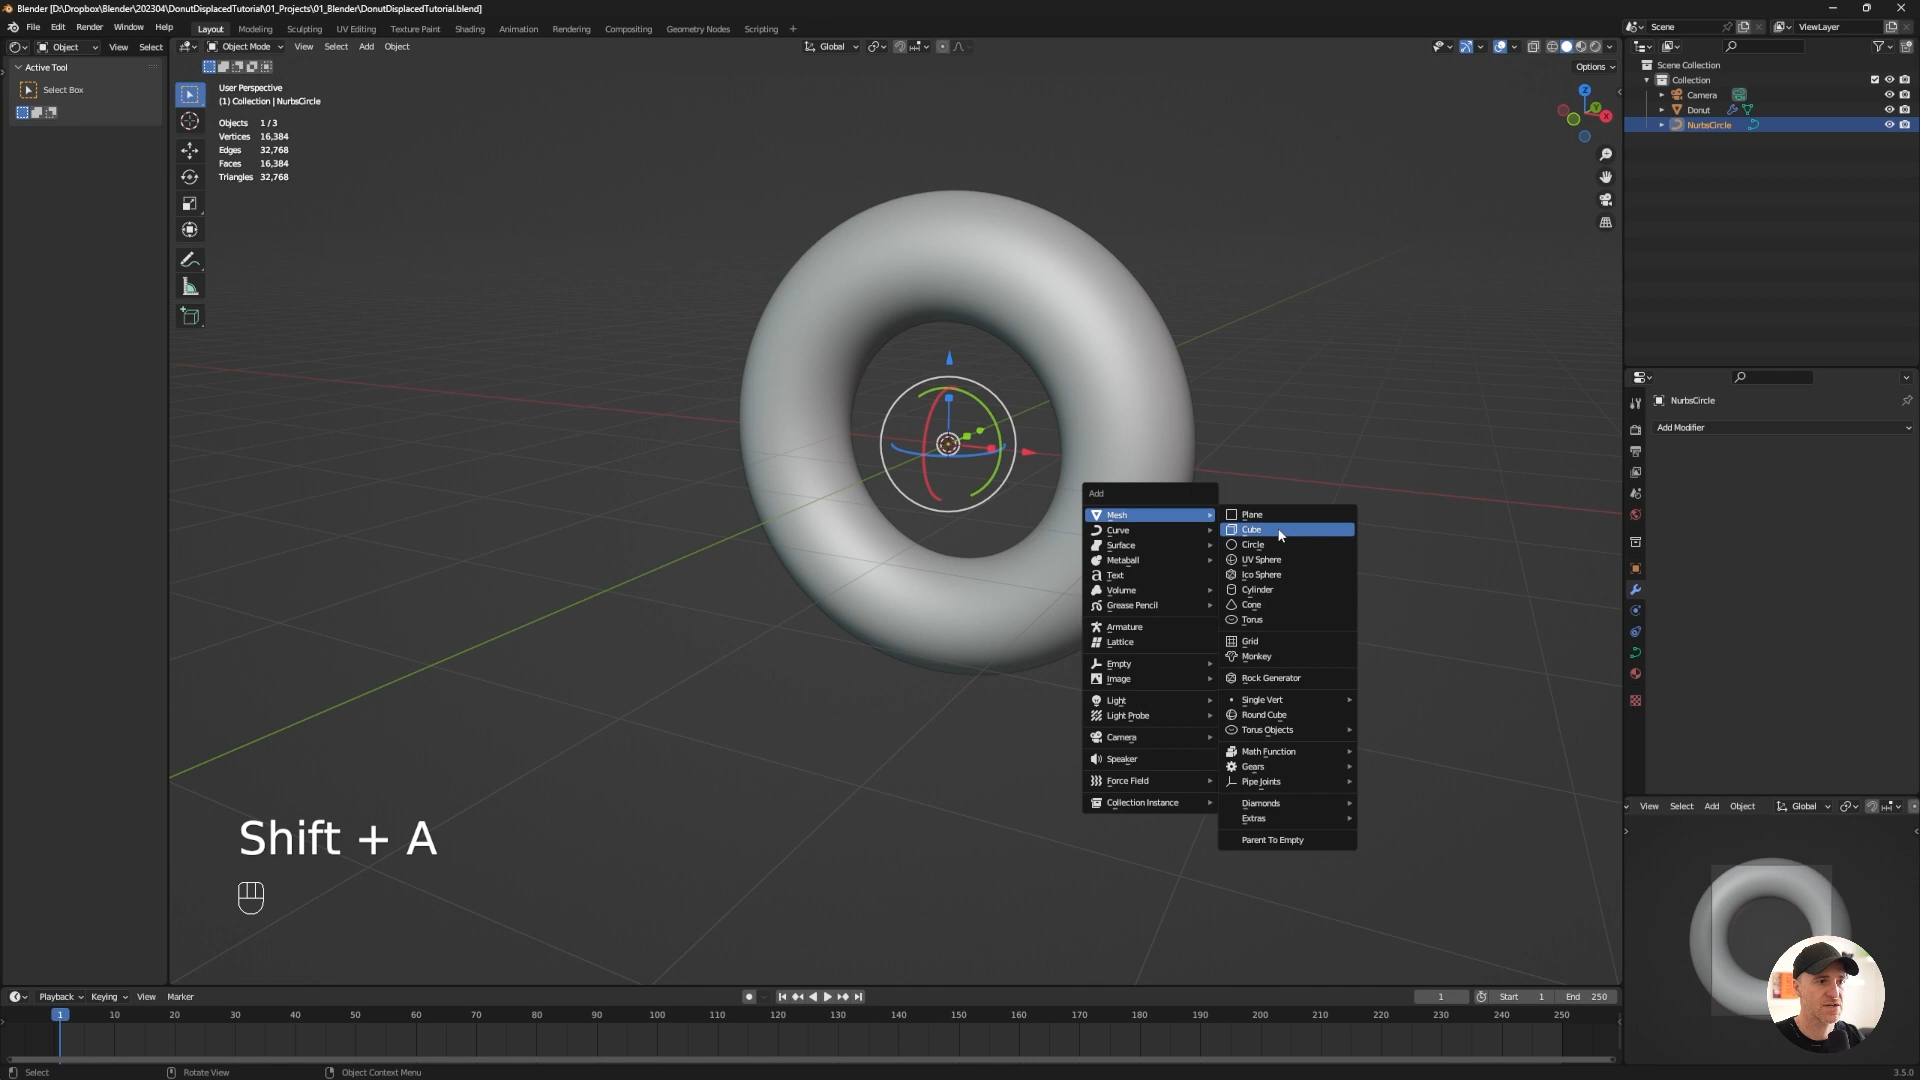 Blender [D:\Dropbox\Blender\202304\DonutDisplacedTutorial\01_Projects\01_Blender\DonutDisplacedTutorial.blend]
File Edit Render Window Help Layout Modeling Sculpting UV Editing Texture Paint Shading Animation Rendering Compositing Geometry Nodes Scripting + Scene ViewLayer
Object View Select Object Mode View Select Add Object Global
Options
Active Tool
Select Box
User Perspective
(1) Collection | NurbsCircle
Objects 1 / 3
Vertices 16,384
Edges 32,768
Faces 16,384
Triangles 32,768
Z
Y
X
Scene Collection
Collection
Camera
Donut
NurbsCircle
NurbsCircle
Add Modifier
Add
Mesh
Curve
Surface
Metaball
Text
Volume
Grease Pencil
Armature
Lattice
Empty
Image
Light
Light Probe
Camera
Speaker
Force Field
Collection Instance
Plane
Cube
Circle
UV Sphere
Ico Sphere
Cylinder
Cone
Torus
Grid
Monkey
Rock Generator
Single Vert
Round Cube
Torus Objects
Math Function
Gears
Pipe Joints
Diamonds
Extras
Parent To Empty
View Select Add Object Global
Shift + A
Playback Keying View Marker 1 Start 1 End 250
1 10 20 30 40 50 60 70 80 90 100 110 120 130 140 150 160 170 180 190 200 210 220 230 240 250
Select Rotate View Object Context Menu 3.5.0